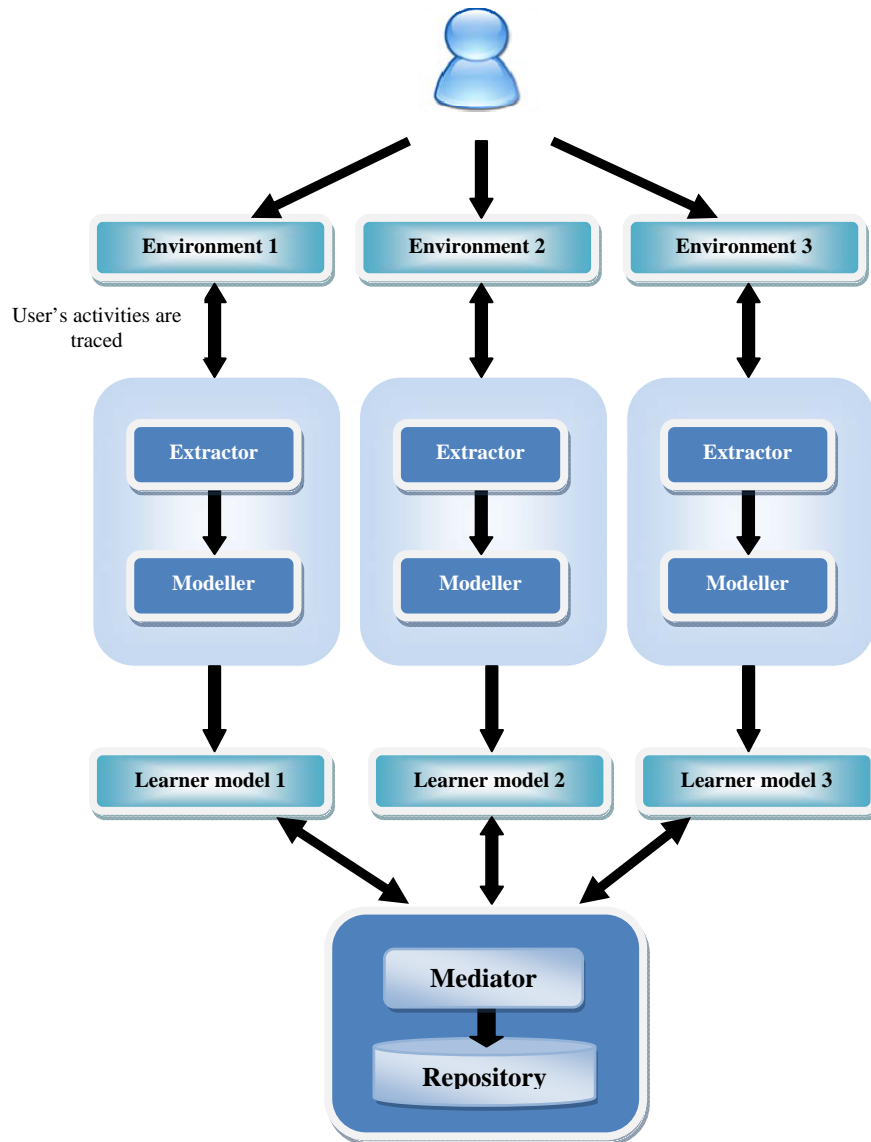 Environment 1
Environment 2
Environment 3
User’s activities are
traced
Extractor
Extractor
Extractor
Modeller
Modeller
Modeller
Learner model 1
Learner model 2
Learner model 3
Mediator
Repository